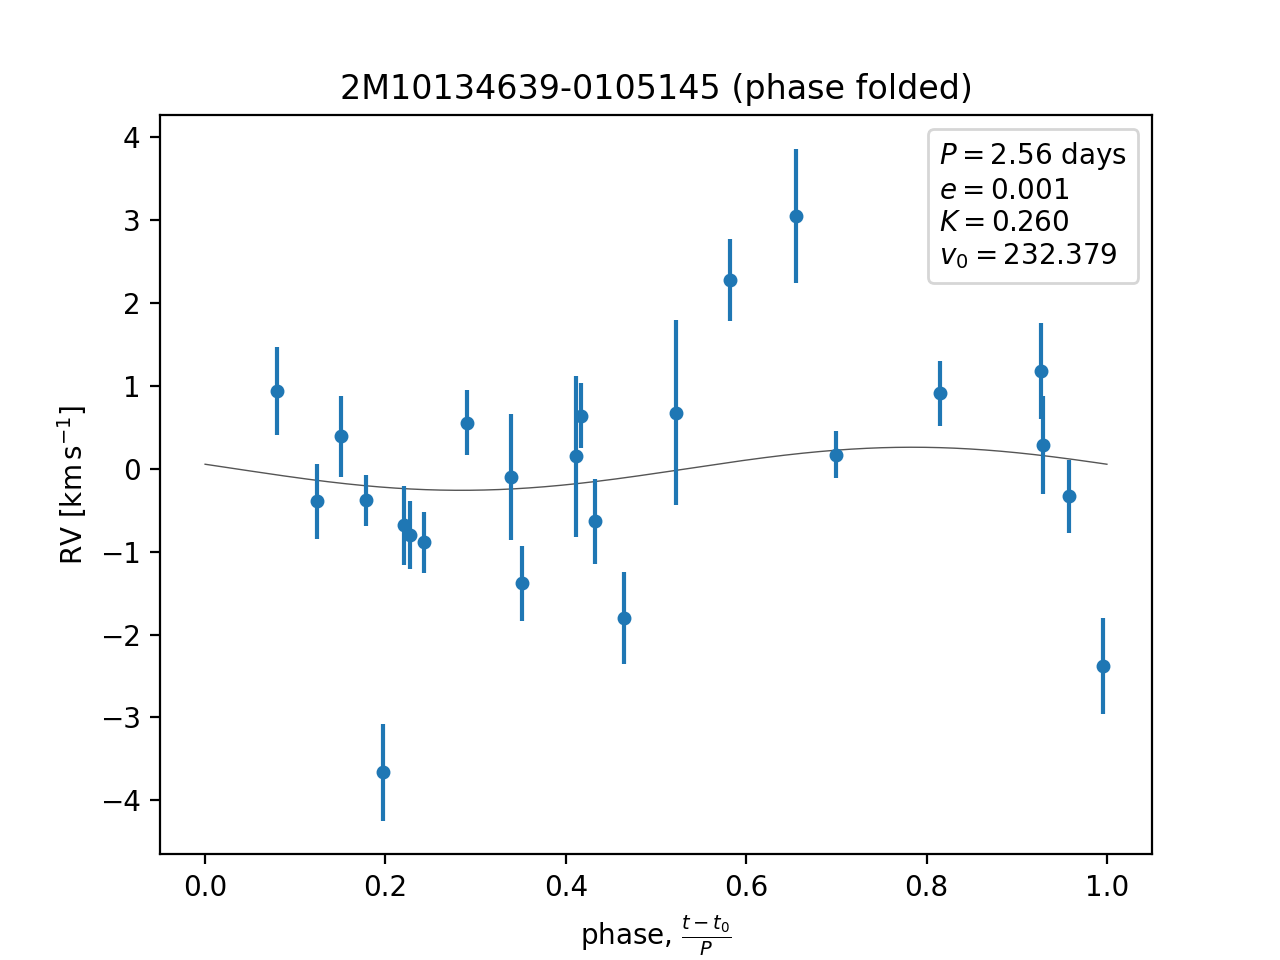 2M10134639-0105145 (phase folded)
P = 2.56 days
e = 0.001
K = 0.260
v₀ = 232.379
RV [km s⁻¹]
4
3
2
1
0
−1
−2
−3
−4
0.0 0.2 0.4 0.6 0.8 1.0
phase, (t − t₀)/P